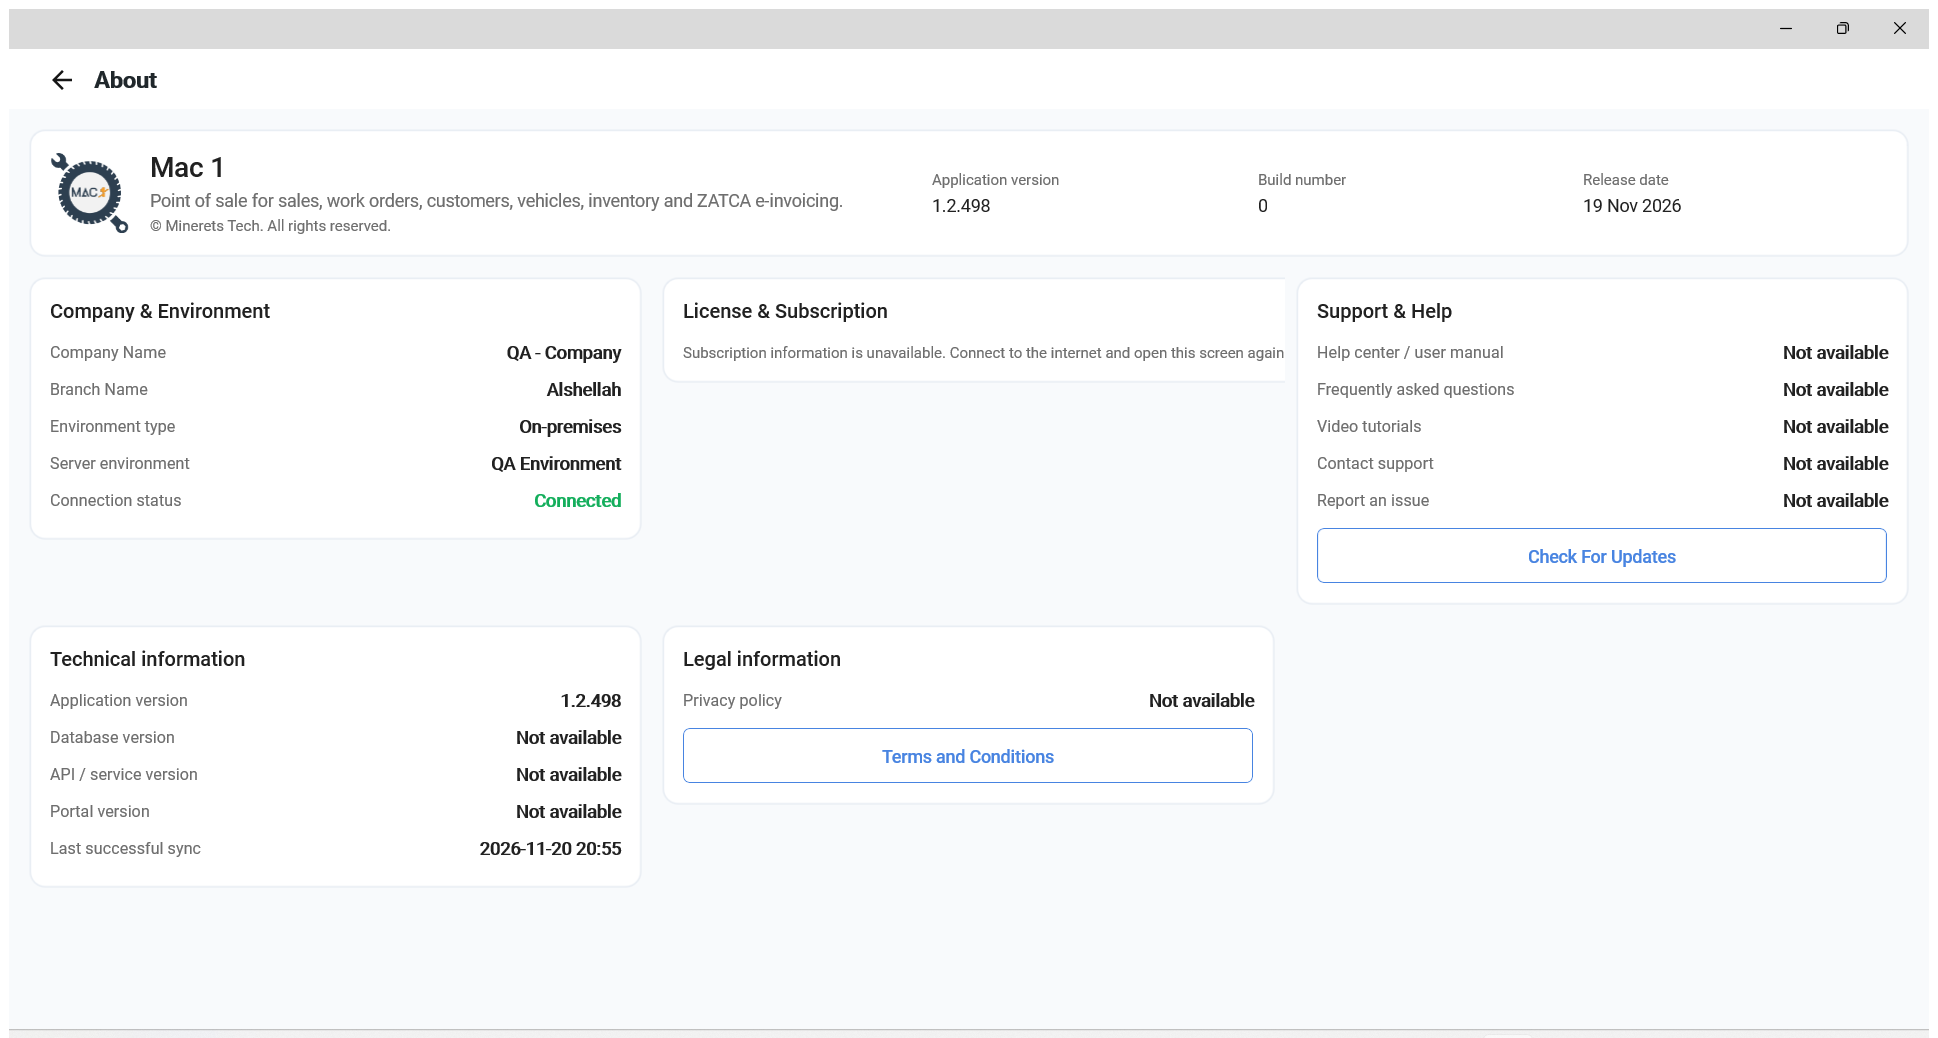 About
MAC
Mac 1
Point of sale for sales, work orders, customers, vehicles, inventory and ZATCA e-invoicing.
© Minerets Tech. All rights reserved.
Application version
1.2.498
Build number
0
Release date
19 Nov 2026
Company & Environment
Company Name QA - Company
Branch Name Alshellah
Environment type On-premises
Server environment QA Environment
Connection status Connected
License & Subscription
Subscription information is unavailable. Connect to the internet and open this screen again
Support & Help
Help center / user manual Not available
Frequently asked questions Not available
Video tutorials Not available
Contact support Not available
Report an issue Not available
Check For Updates
Technical information
Application version 1.2.498
Database version Not available
API / service version Not available
Portal version Not available
Last successful sync 2026-11-20 20:55
Legal information
Privacy policy Not available
Terms and Conditions